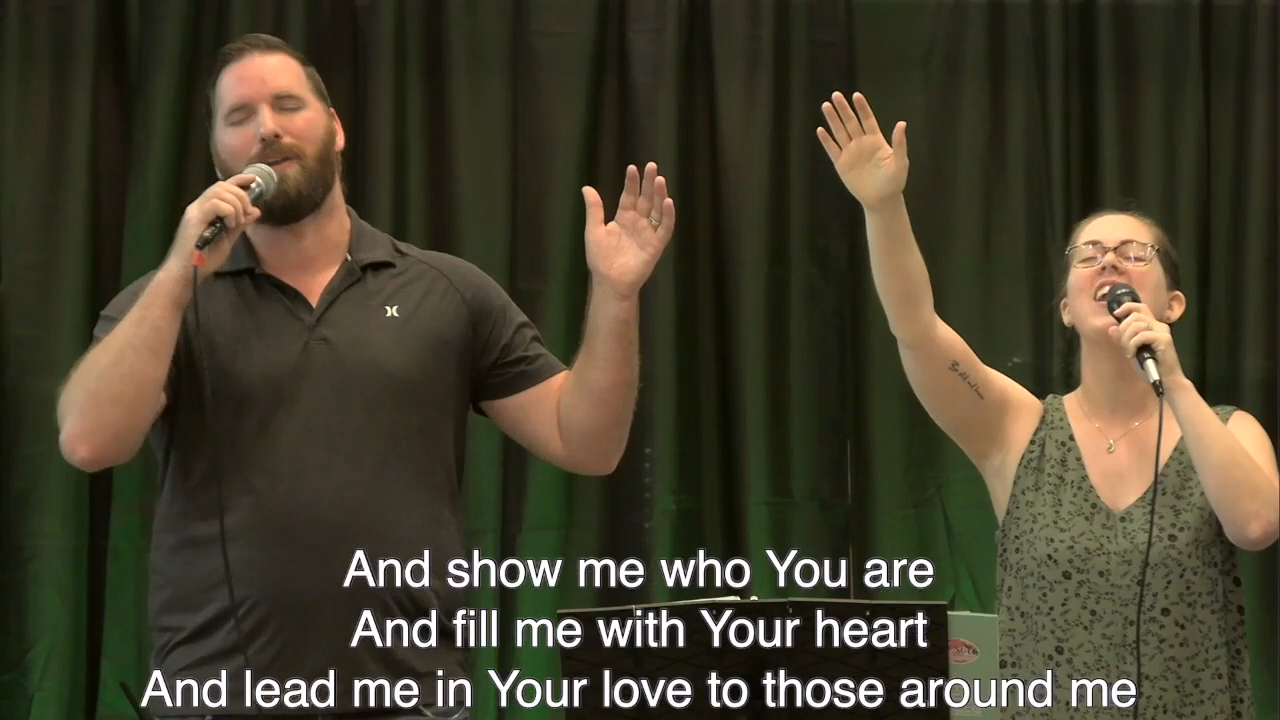 And show me who You are
And fill me with Your heart
And lead me in Your love to those around me